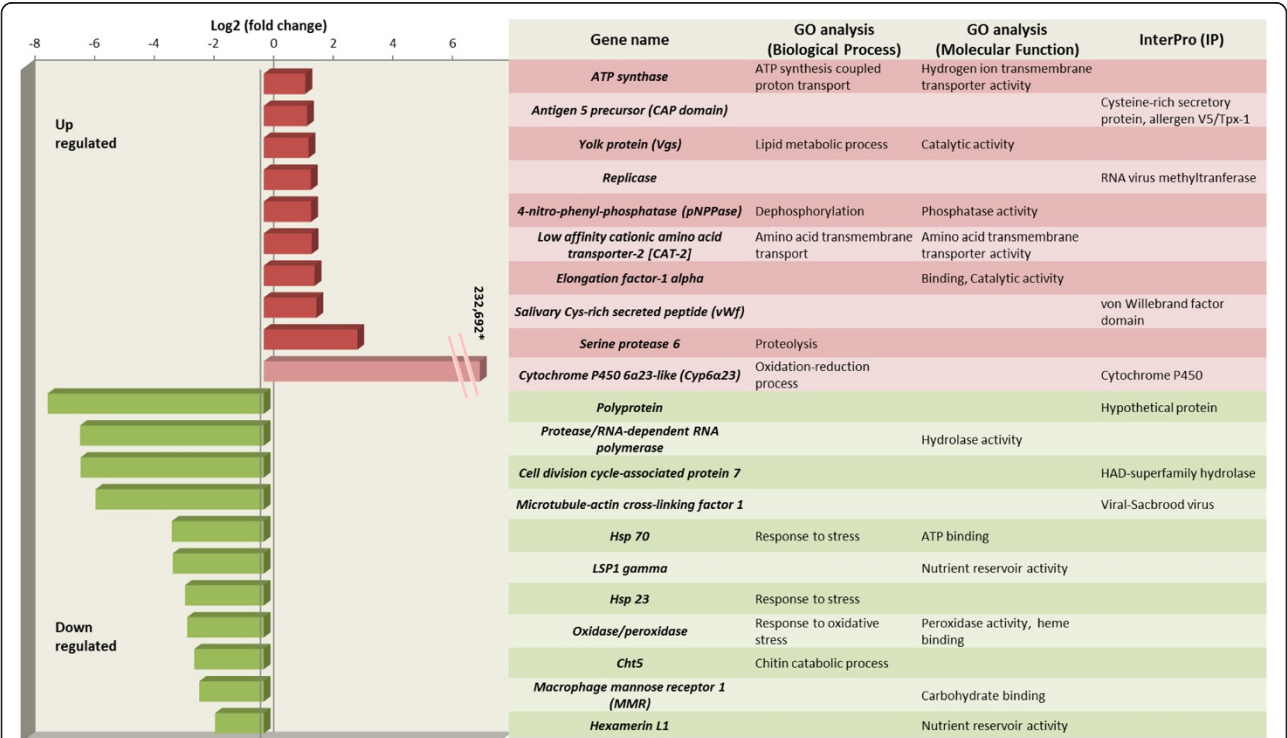 Log2 (fold change)
-8 -6 -4 -2 0 2 4 6
Up
regulated
232,692*
Down
regulated
Gene name
GO analysis
(Biological Process)
GO analysis
(Molecular Function)
InterPro (IP)
ATP synthase
ATP synthesis coupled
proton transport
Hydrogen ion transmembrane
transporter activity
Antigen 5 precursor (CAP domain)
Cysteine-rich secretory
protein, allergen V5/Tpx-1
Yolk protein (Vgs)
Lipid metabolic process
Catalytic activity
Replicase
RNA virus methyltranferase
4-nitro-phenyl-phosphatase (pNPPase)
Dephosphorylation
Phosphatase activity
Low affinity cationic amino acid
transporter-2 [CAT-2]
Amino acid transmembrane
transport
Amino acid transmembrane
transporter activity
Elongation factor-1 alpha
Binding, Catalytic activity
Salivary Cys-rich secreted peptide (vWf)
von Willebrand factor
domain
Serine protease 6
Proteolysis
Cytochrome P450 6a23-like (Cyp6α23)
Oxidation-reduction
process
Cytochrome P450
Polyprotein
Hypothetical protein
Protease/RNA-dependent RNA
polymerase
Hydrolase activity
Cell division cycle-associated protein 7
HAD-superfamily hydrolase
Microtubule-actin cross-linking factor 1
Viral-Sacbrood virus
Hsp 70
Response to stress
ATP binding
LSP1 gamma
Nutrient reservoir activity
Hsp 23
Response to stress
Oxidase/peroxidase
Response to oxidative
stress
Peroxidase activity, heme
binding
Cht5
Chitin catabolic process
Macrophage mannose receptor 1
(MMR)
Carbohydrate binding
Hexamerin L1
Nutrient reservoir activity